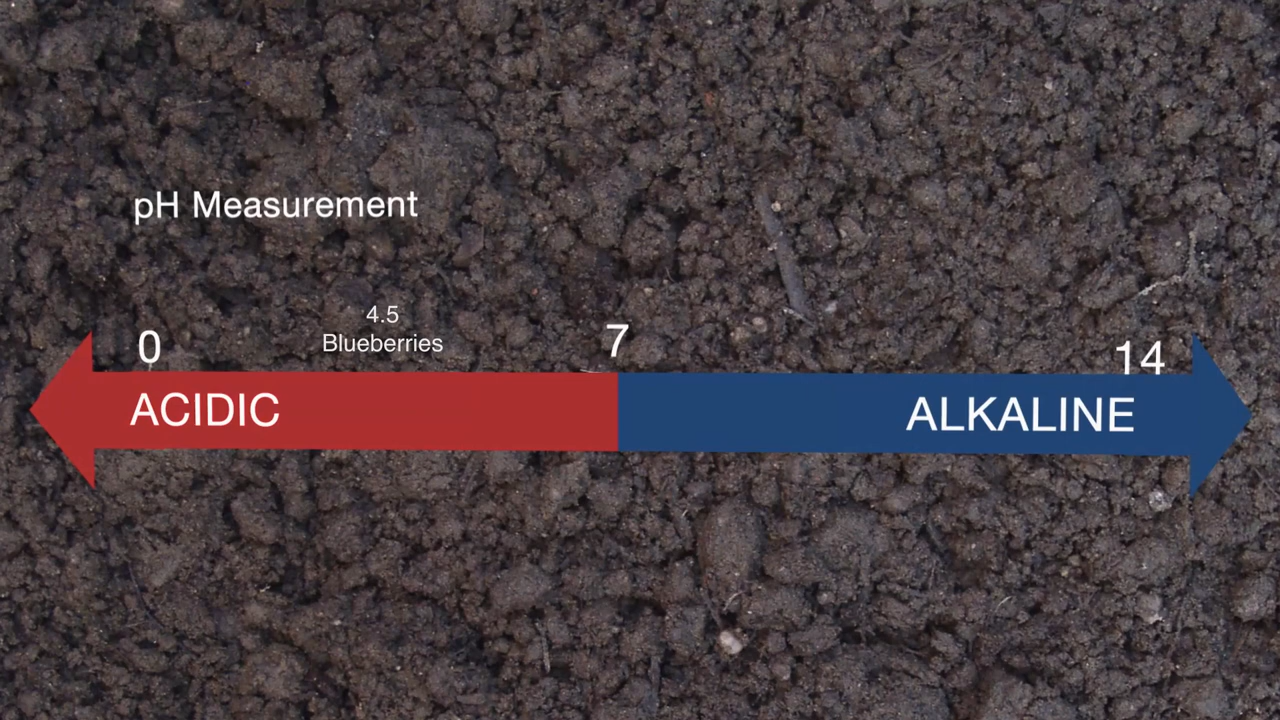 pH Measurement
4.5
Blueberries
0
7
14
ACIDIC
ALKALINE